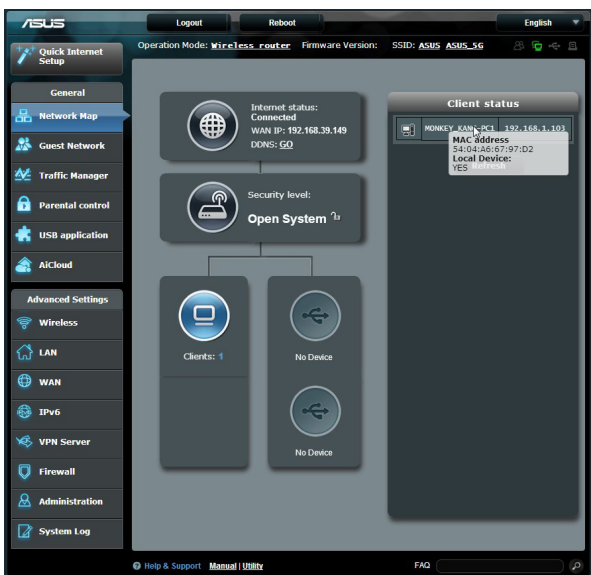 ASUS
Logout
Reboot
English
Quick Internet
Setup
Operation Mode: Wireless router Firmware Version: SSID: ASUS ASUS_5G
General
Network Map
Guest Network
Traffic Manager
Parental control
USB application
AiCloud
Advanced Settings
Wireless
LAN
WAN
IPv6
VPN Server
Firewall
Administration
System Log
Internet status:
Connected
WAN IP: 192.168.39.149
DDNS: GO
Security level:
Open System
Clients: 1
No Device
No Device
Client status
192.168.1.103
MAC address
54:04:A6:67:97:D2
Local Device:
YES
Refresh
Help & Support Manual | Utility
FAQ